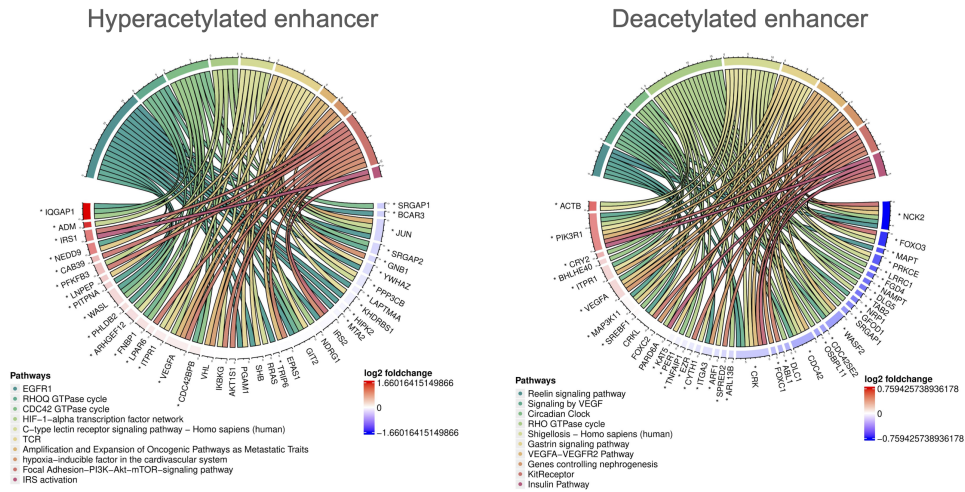 Hyperacetylated enhancer
* IQGAP1
* ADM
* IRS1
* NEDD9
* CAB39
* PFKFB3
* LNPEP
* PITPNA
* WASL
* PHLDB2
* ARHGEF12
* FNBP1
* LPAR6
* ITPR1
* VEGFA
* CDC42BPB
VHL
IKBKG
AKT1S1
PGAM1
SHB
RRAS
* TRIP6
EPAS1
GIT2
NDRG1
IRS2
* MTA2
* HIPK2
KHDRBS1
* LAPTM4A
PPP3CB
* YWHAZ
GNB1
* SRGAP2
* JUN
* BCAR3
* SRGAP1
Pathways
EGFR1
RHOQ GTPase cycle
CDC42 GTPase cycle
HIF−1−alpha transcription factor network
C−type lectin receptor signaling pathway − Homo sapiens (human)
TCR
Amplification and Expansion of Oncogenic Pathways as Metastatic Traits
hypoxia−inducible factor in the cardivascular system
Focal Adhesion−PI3K−Akt−mTOR−signaling pathway
IRS activation
log2 foldchange
1.66016415149866
0
−1.66016415149866
Deacetylated enhancer
* ACTB
* PIK3R1
* CRY2
* BHLHE40
* ITPR1
* VEGFA
* MAP3K11
* SREBF1
CRKL
FOXC2
PARD6A
* KAT5
* PER1
* TNFAIP1
* EZR
* CYTH1
* ITGA3
* ARF1
* SPRED2
* ARL13B
* CRK
FOXC1
* ABL1
* DLC1
* CDC42
* OSBPL11
* CDC42SE2
* WASF2
* SRGAP1
* GFOD1
* NRP1
* TAB2
* DLG5
* NAMPT
* FGD4
* LRRC1
* PRKCE
* MAPT
* FOXO3
* NCK2
Pathways
Reelin signaling pathway
Signaling by VEGF
Circadian Clock
RHO GTPase cycle
Shigellosis − Homo sapiens (human)
Gastrin signaling pathway
VEGFA−VEGFR2 Pathway
Genes controlling nephrogenesis
KitReceptor
Insulin Pathway
log2 foldchange
0.759425738936178
0
−0.759425738936178